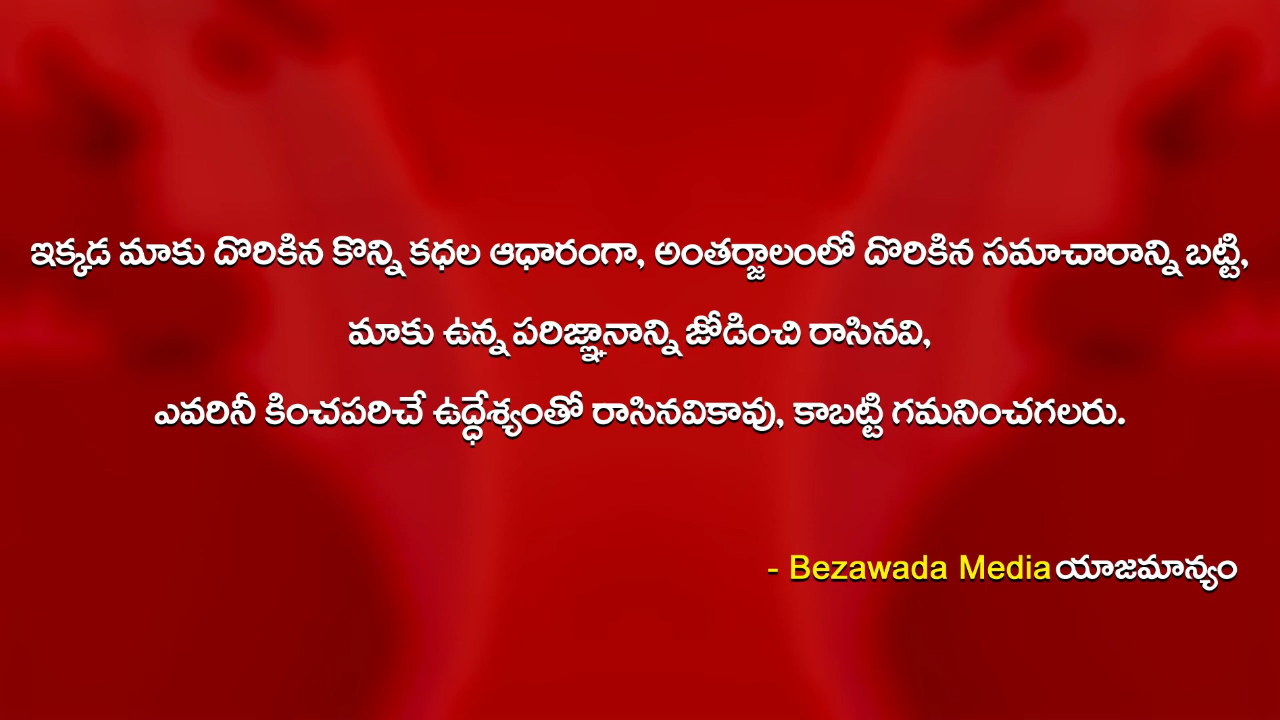 ఇక్కడ మాకు దొరికిన కొన్ని కధల ఆధారంగా, అంతర్జాలంలో దొరికిన సమాచారాన్ని బట్టి,
మాకు ఉన్న పరిజ్ఞానాన్ని జోడించి రాసినవి,
ఎవరినీ కించపరిచే ఉద్ధేశ్యంతో రాసినవికావు, కాబట్టి గమనించగలరు.
- Bezawada Media యాజమాన్యం